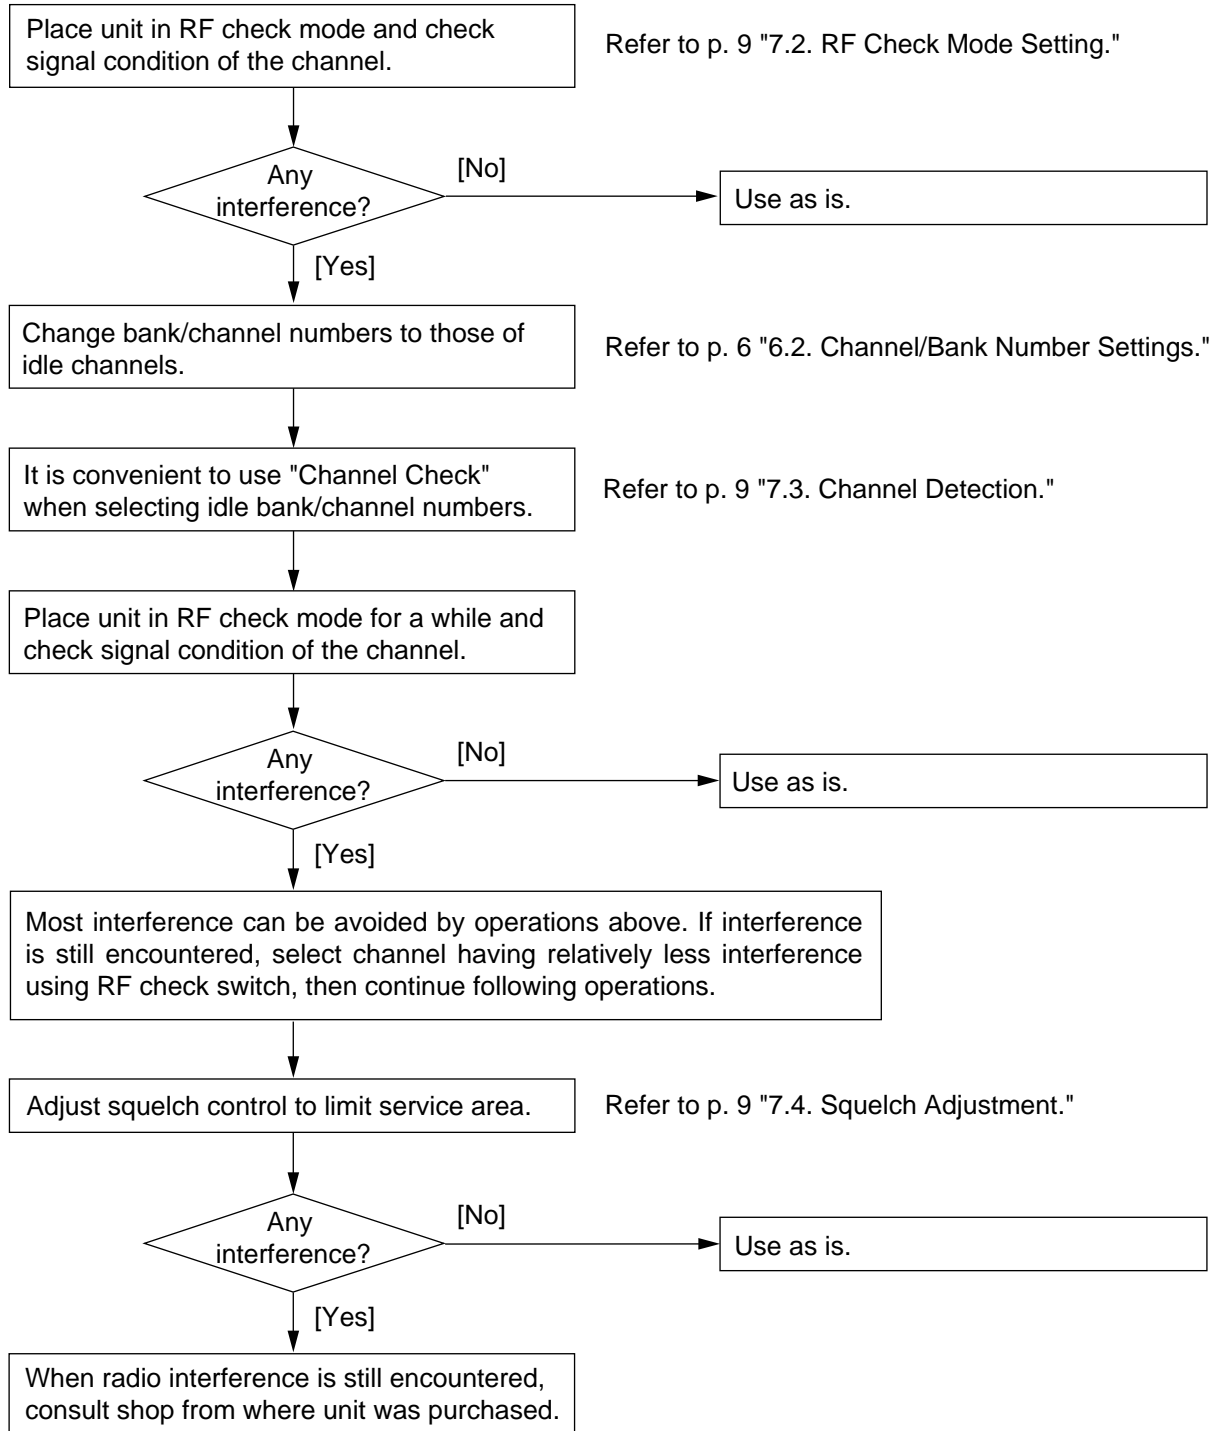 Place unit in RF check mode and check
signal condition of the channel.
Refer to p. 9 "7.2. RF Check Mode Setting."
Any
interference?
[No]
Use as is.
[Yes]
Change bank/channel numbers to those of
idle channels.
Refer to p. 6 "6.2. Channel/Bank Number Settings."
It is convenient to use "Channel Check"
when selecting idle bank/channel numbers.
Refer to p. 9 "7.3. Channel Detection."
Place unit in RF check mode for a while and
check signal condition of the channel.
Any
interference?
[No]
Use as is.
[Yes]
Most interference can be avoided by operations above. If interference
is still encountered, select channel having relatively less interference
using RF check switch, then continue following operations.
Adjust squelch control to limit service area.
Refer to p. 9 "7.4. Squelch Adjustment."
Any
interference?
[No]
Use as is.
[Yes]
When radio interference is still encountered,
consult shop from where unit was purchased.